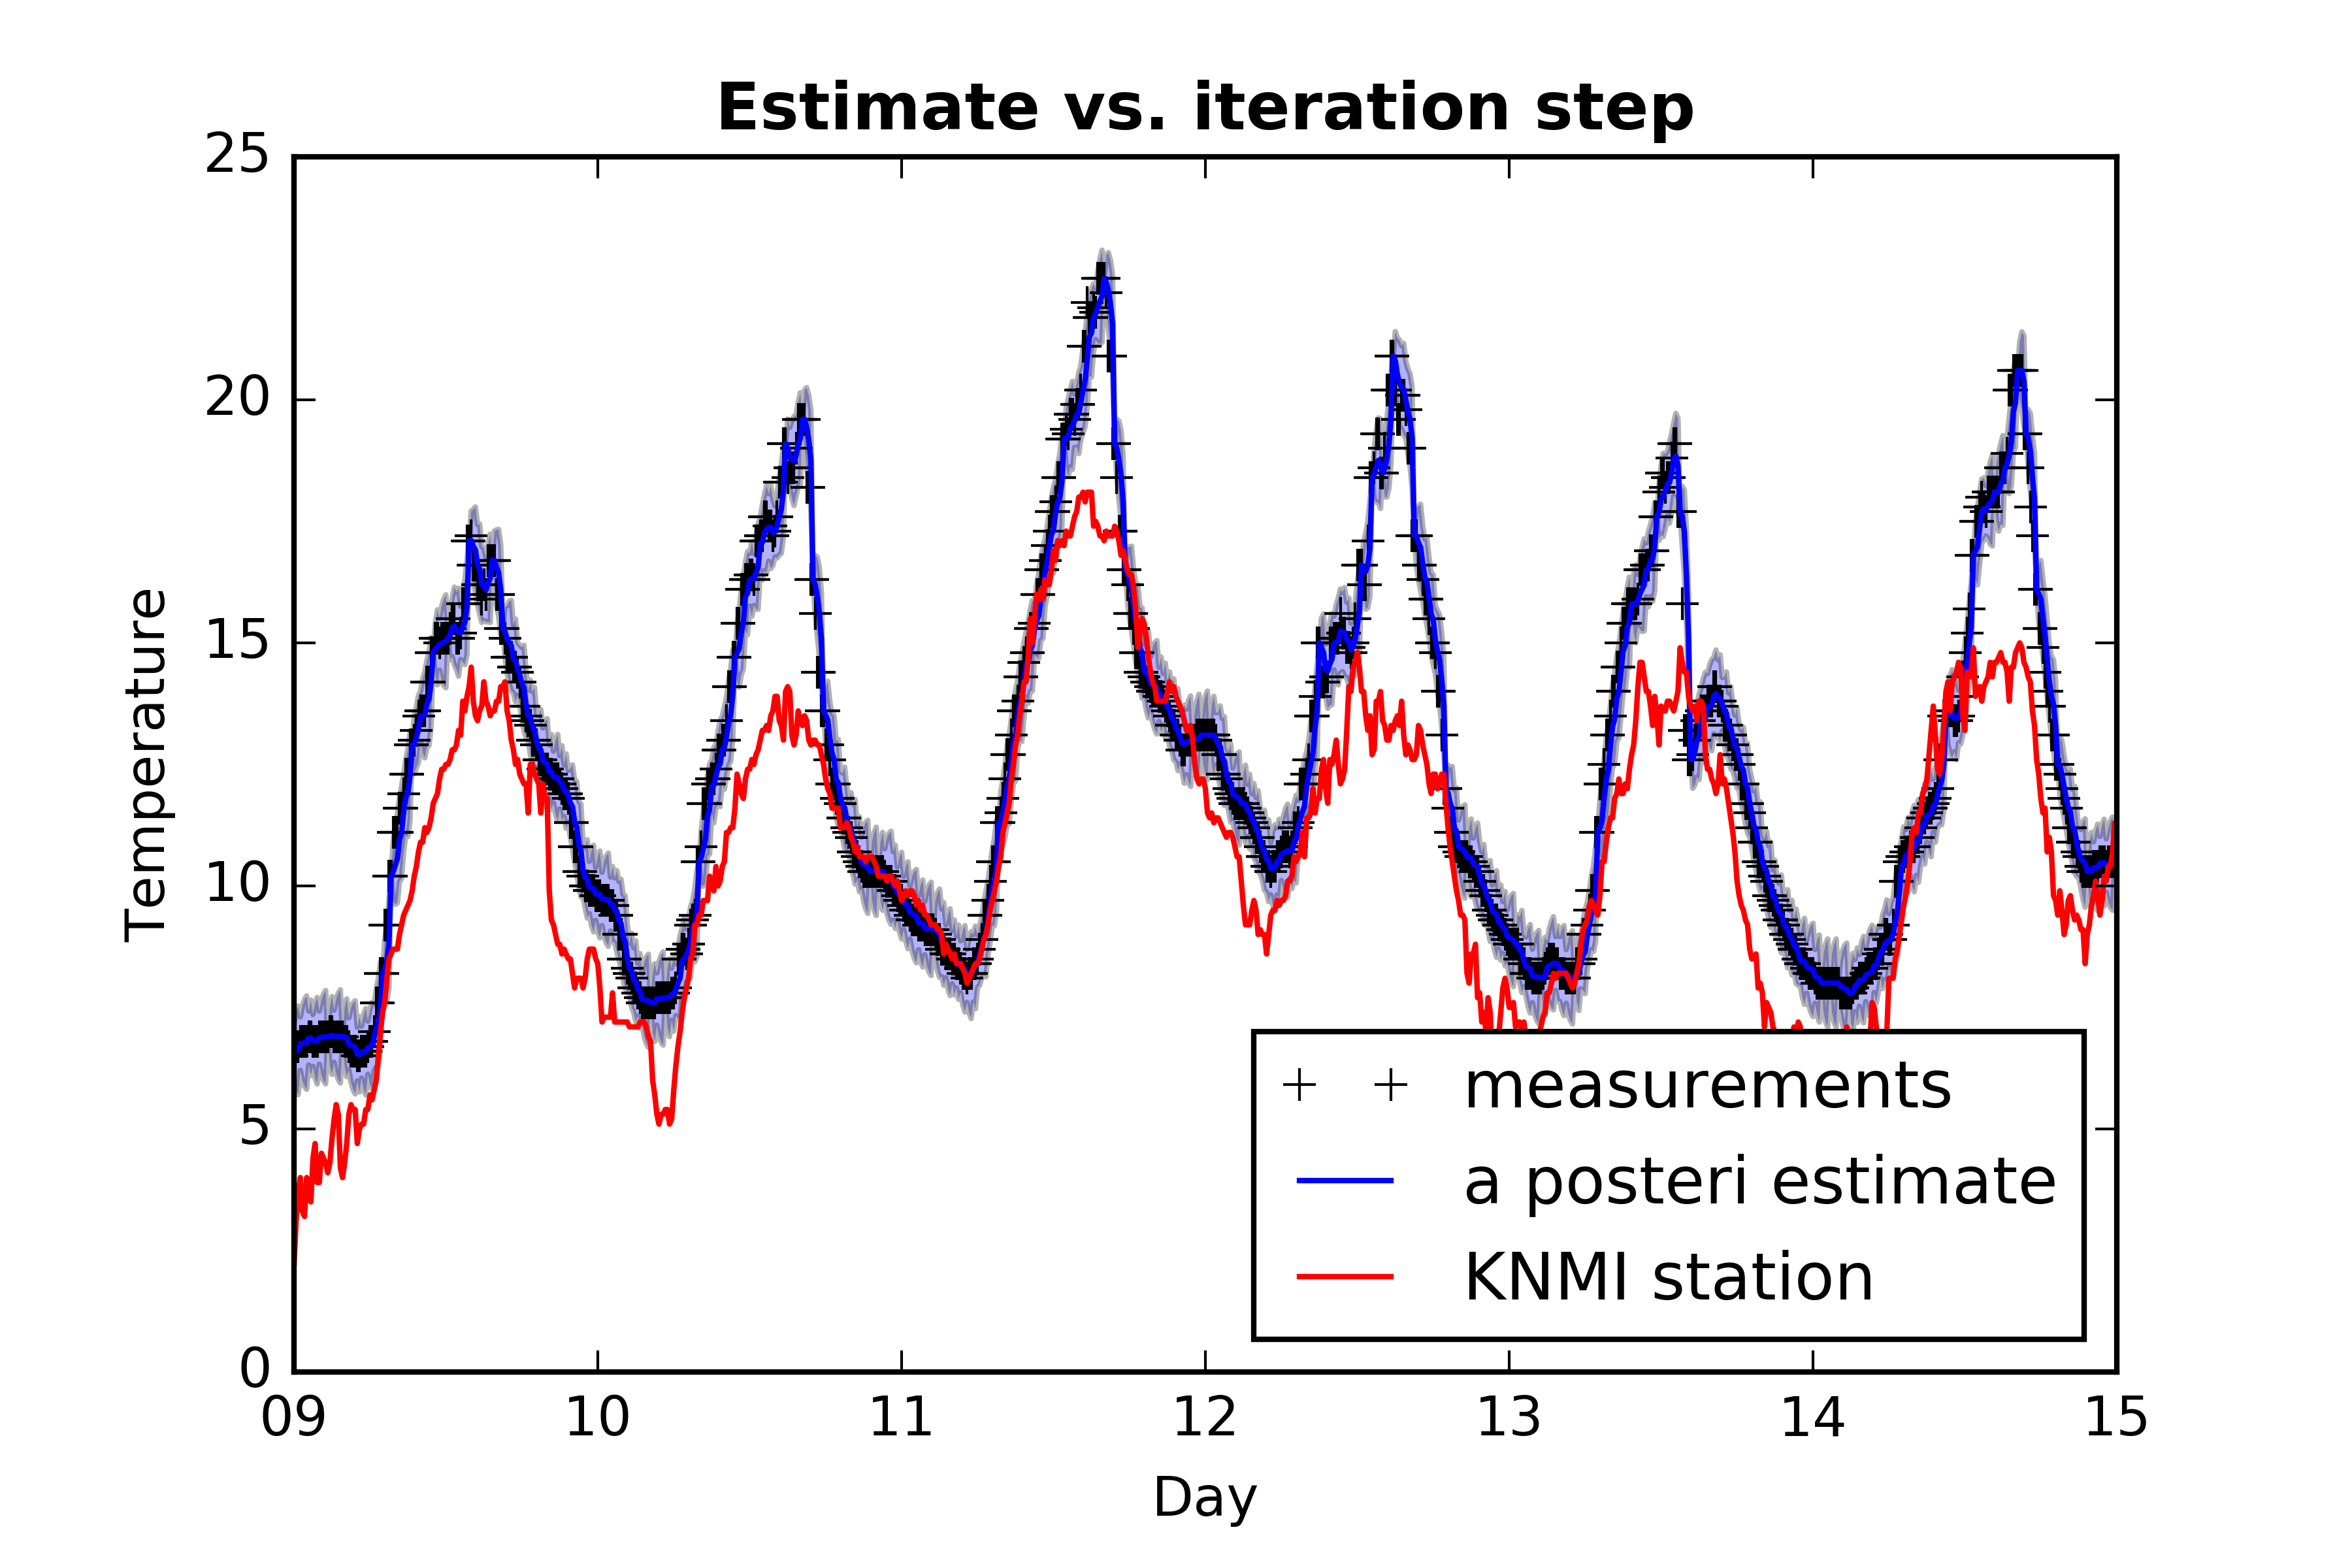 Estimate vs. iteration step
25
20
15
10
5
0
Temperature
09 10 11 12 13 14 15
Day
measurements
a posteri estimate
KNMI station